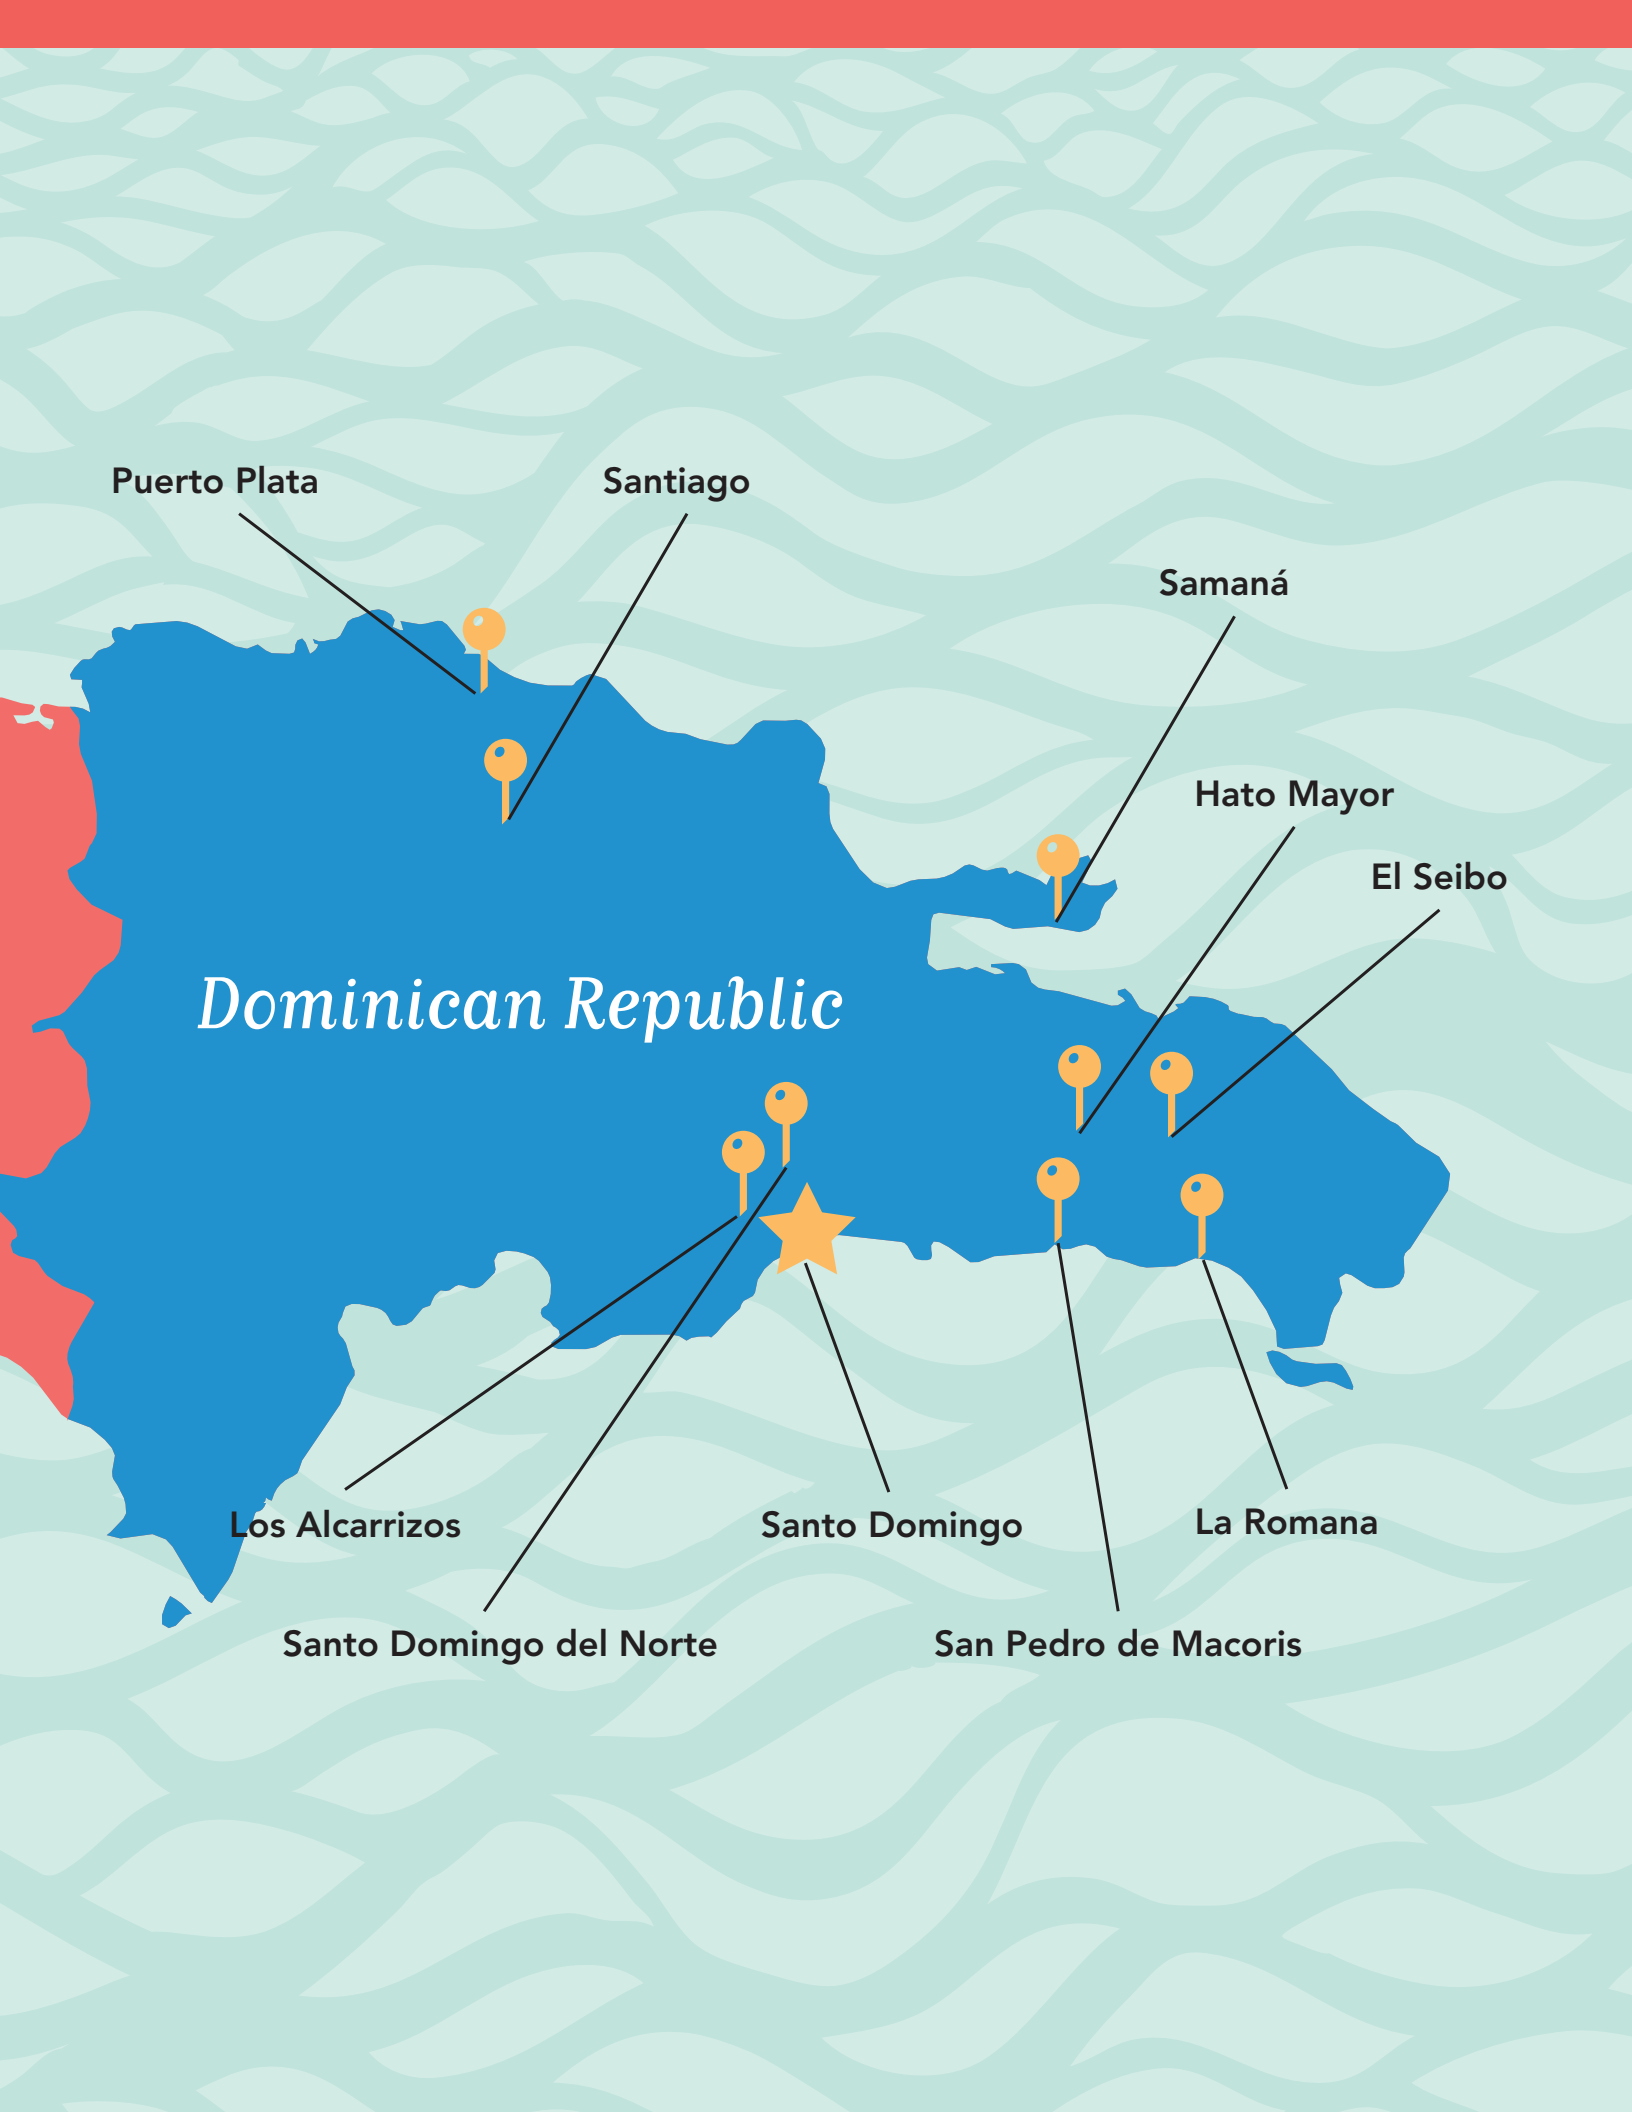 Puerto Plata
Santiago
Samaná
Hato Mayor
El Seibo
Dominican Republic
Los Alcarrizos
Santo Domingo
La Romana
Santo Domingo del Norte
San Pedro de Macoris